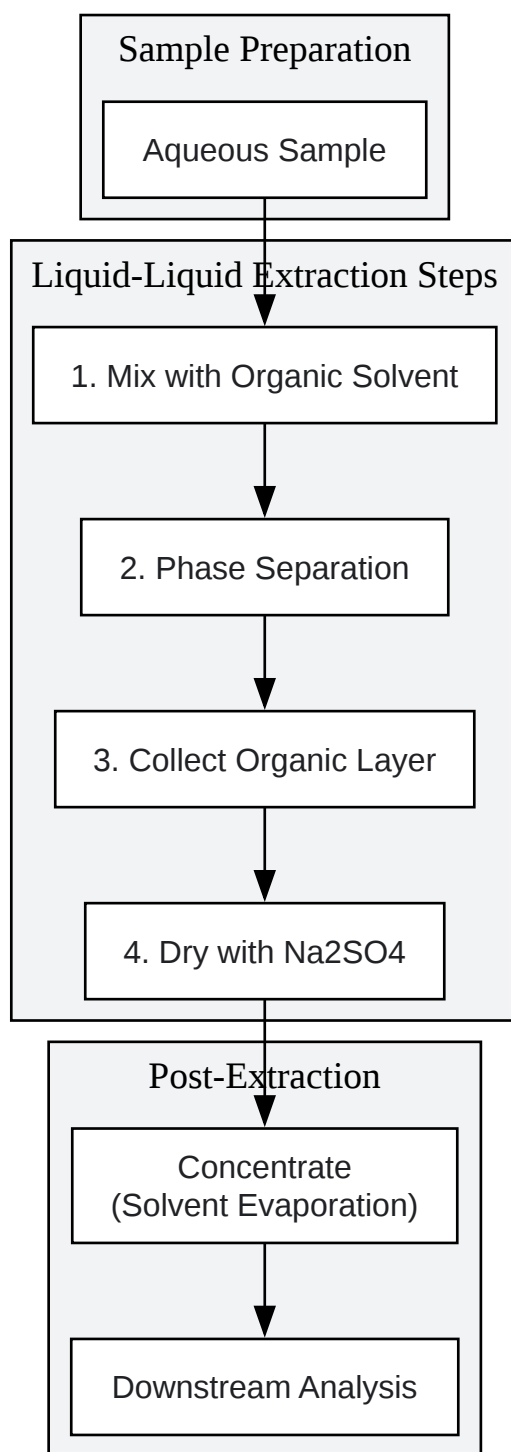 Sample Preparation
Aqueous Sample
Liquid-Liquid Extraction Steps
1. Mix with Organic Solvent
2. Phase Separation
3. Collect Organic Layer
4. Dry with Na2SO4
Post-Extraction
Concentrate
(Solvent Evaporation)
Downstream Analysis